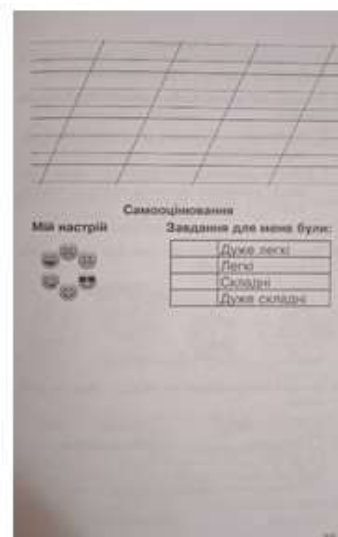 Самооцінювання
Мій настрій
Завдання для мене були:
Дуже легкі
Легкі
Складні
Дуже складні